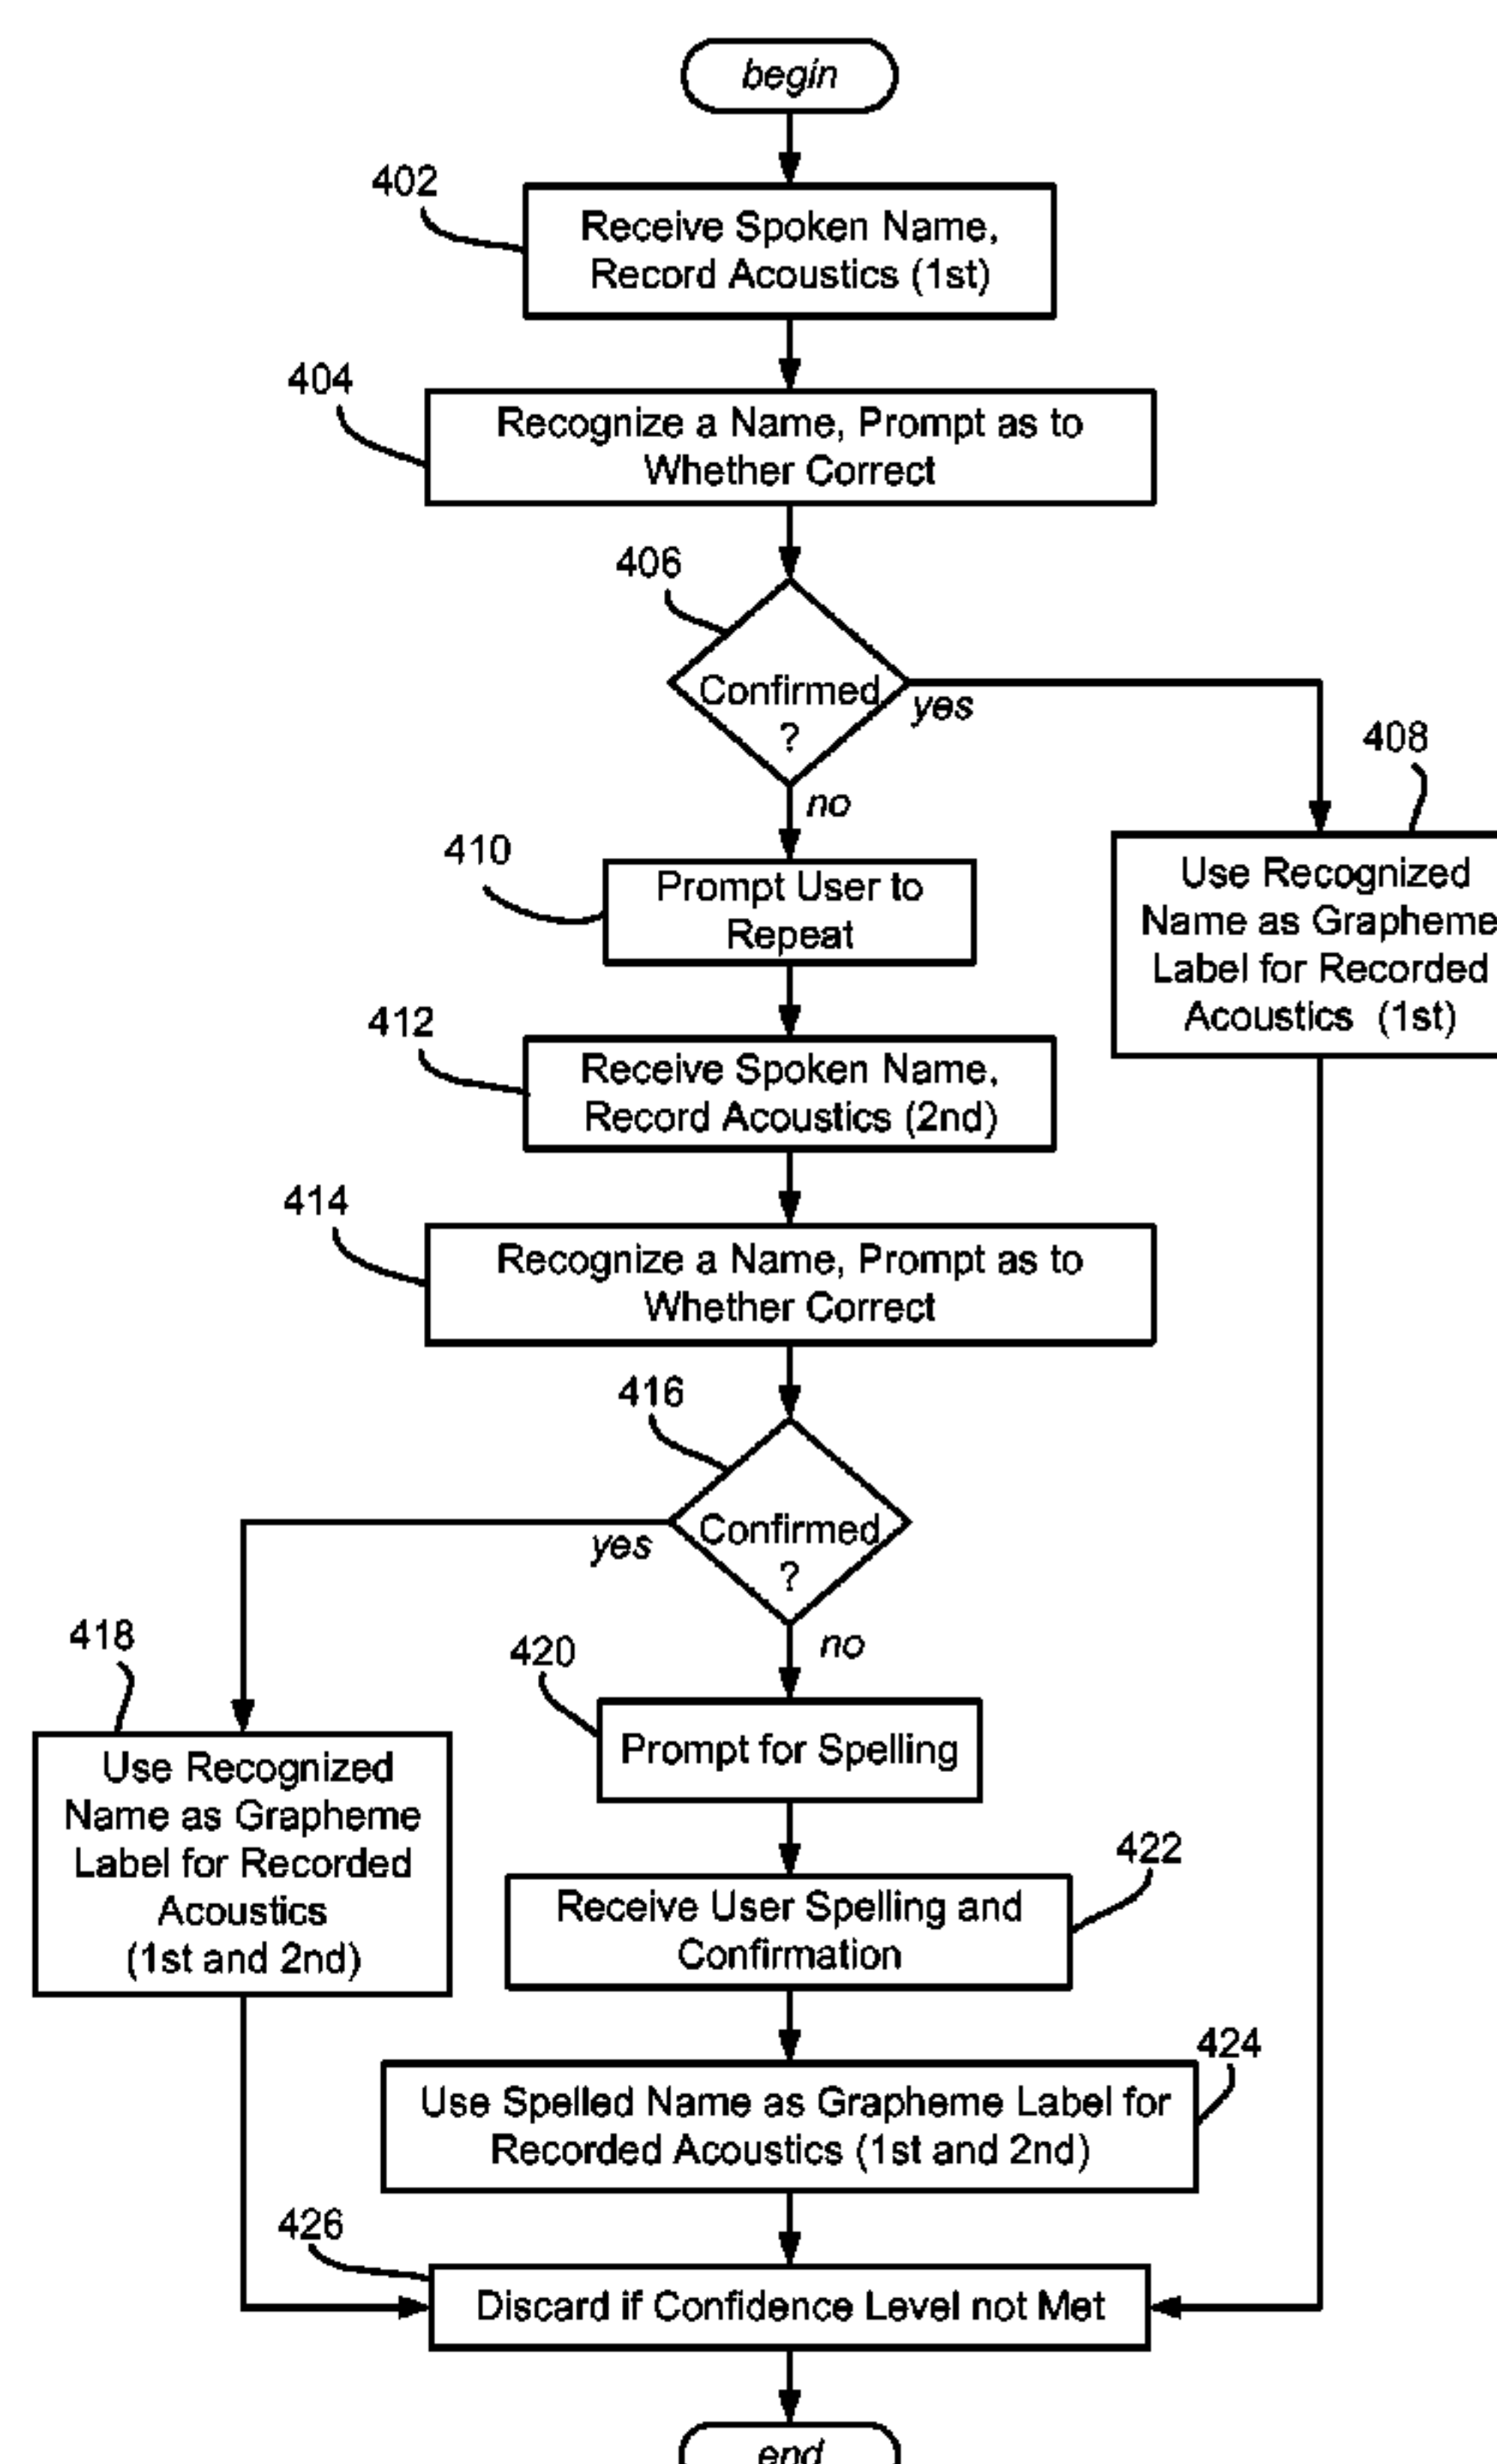 begin
402
Receive Spoken Name,
Record Acoustics (1st)
404
Recognize a Name, Prompt as to
Whether Correct
406
Confirmed
?
yes
no
408
Use Recognized
Name as Grapheme
Label for Recorded
Acoustics (1st)
410
Prompt User to
Repeat
412
Receive Spoken Name,
Record Acoustics (2nd)
414
Recognize a Name, Prompt as to
Whether Correct
416
Confirmed
?
yes
no
418
Use Recognized
Name as Grapheme
Label for Recorded
Acoustics
(1st and 2nd)
420
Prompt for Spelling
422
Receive User Spelling and
Confirmation
424
Use Spelled Name as Grapheme Label for
Recorded Acoustics (1st and 2nd)
426
Discard if Confidence Level not Met
end